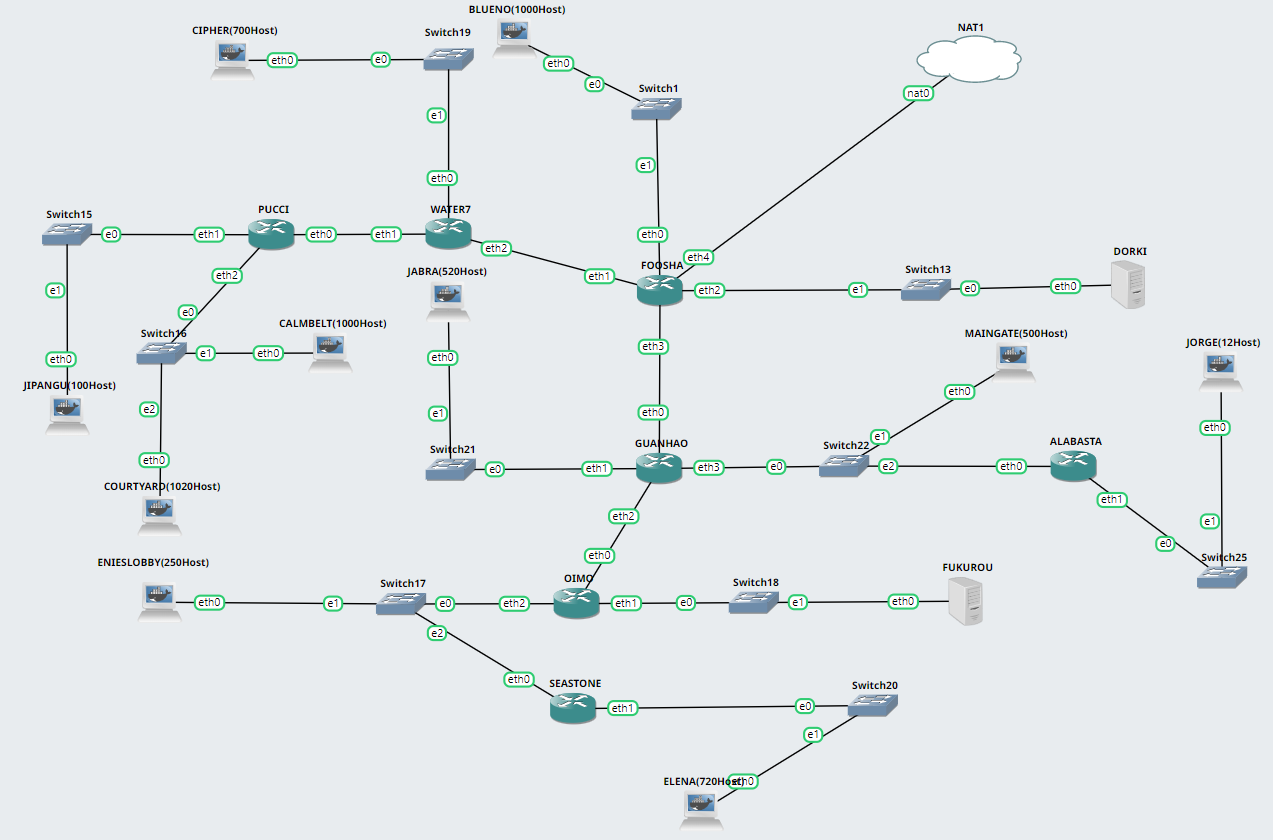 BLUENO(1000Host)
CIPHER(700Host)
Switch19
NAT1
eth0
e0
eth0
e0
Switch1
nat0
e1
e1
eth0
Switch15
PUCCI
WATER7
e0
eth1
eth0
eth1
eth2
eth0
eth4
FOOSHA
eth1
eth2
e1
Switch13
e0
eth0
DORKI
eth2
JABRA(520Host)
e1
e0
CALMBELT(1000Host)
Switch16
e1
eth0
eth0
JIPANGU(100Host)
eth0
eth3
MAINGATE(500Host)
JORGE(12Host)
eth0
eth0
e2
e1
eth0
e1
Switch21
e0
eth1
GUANHAO
eth3
e0
Switch22
e1
e2
eth0
ALABASTA
eth0
COURTYARD(1020Host)
eth1
e1
e0
Switch25
eth2
eth0
ENIESLOBBY(250Host)
OIMO
FUKUROU
Switch17
Switch18
eth0
e1
e0
eth2
eth1
e0
e1
eth0
e2
eth0
SEASTONE
eth1
e0
Switch20
e1
ELENA(720Host)
eth0